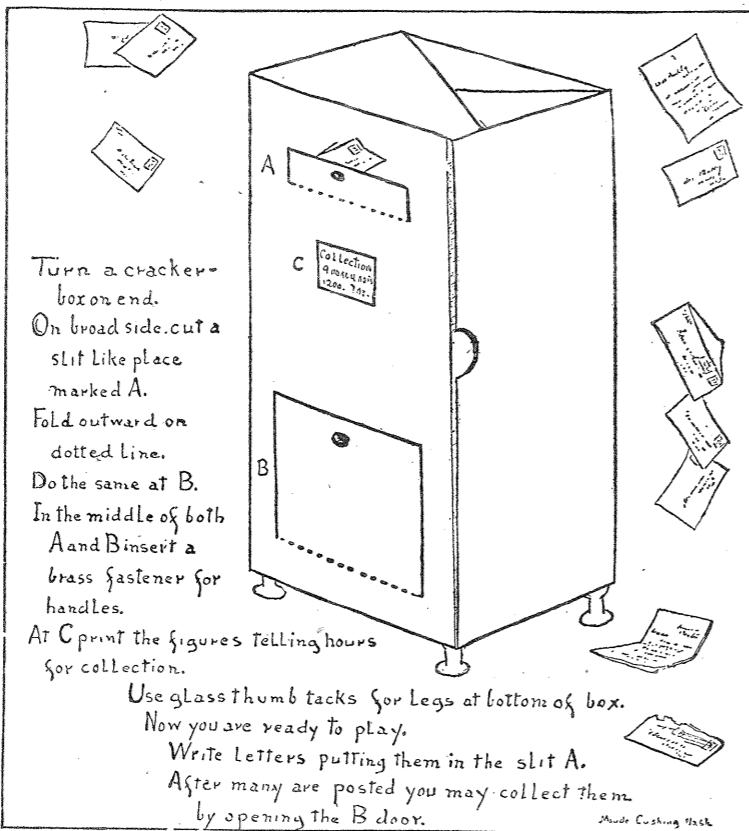 A
C
Collection
B
Turn a cracker-
box on end.
On broad side cut a
slit like place
marked A.
Fold outward on
dotted line.
Do the same at B.
In the middle of both
A and B insert a
brass fastener for
handles.
At C print the figures telling hours
for collection.
Use glass thumb tacks for legs at bottom of box.
Now you are ready to play.
Write letters putting them in the slit A.
After many are posted you may collect them
by opening the B door.
Maude Cushing Nash